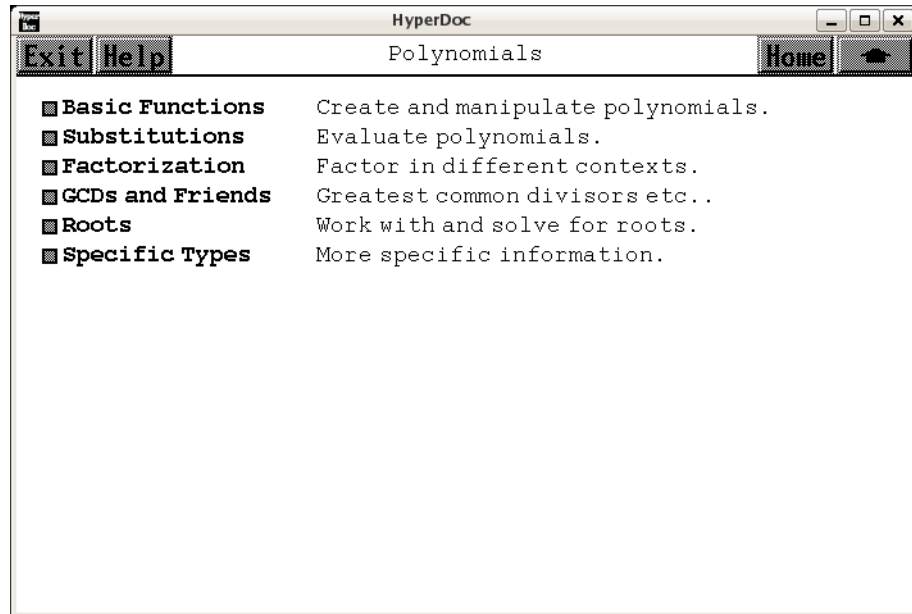 Hyper Doc HyperDoc
Exit Help Polynomials Home
Basic Functions Create and manipulate polynomials.
Substitutions Evaluate polynomials.
Factorization Factor in different contexts.
GCDs and Friends Greatest common divisors etc..
Roots Work with and solve for roots.
Specific Types More specific information.